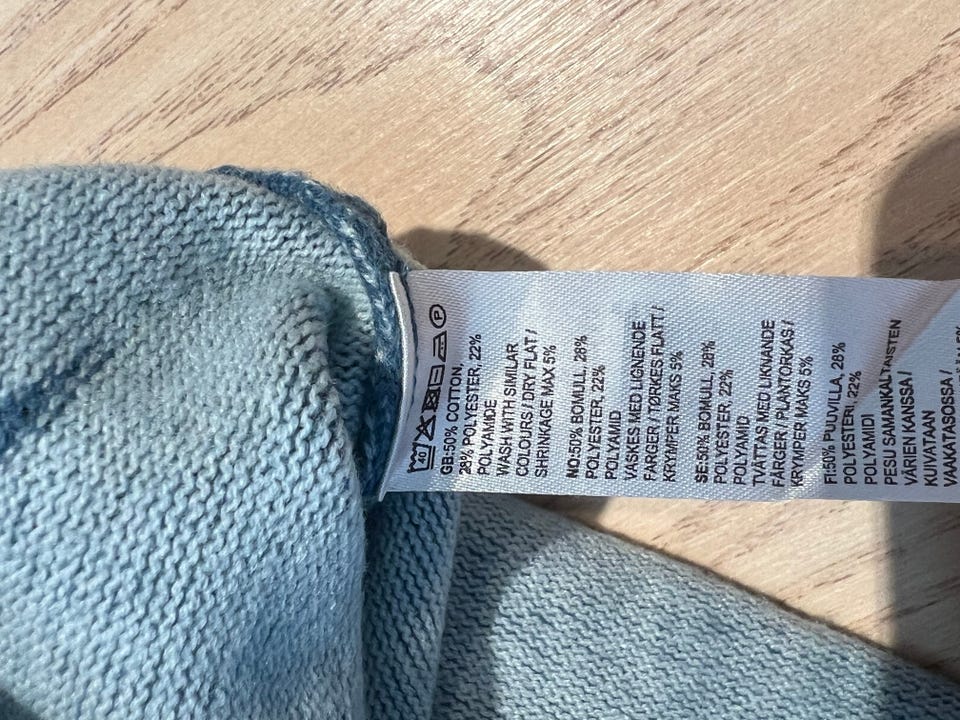 40 P
GB:50% COTTON,
28% POLYESTER, 22%
POLYAMIDE
WASH WITH SIMILAR
COLOURS / DRY FLAT /
SHRINKAGE MAX 5%
NO:50% BOMULL, 28%
POLYESTER, 22%
POLYAMID
VASKES MED LIGNENDE
FARGER / TØRKES FLATT /
KRYMPER MAKS 5%
SE:50% BOMULL, 28%
POLYESTER, 22%
POLYAMID
TVÄTTAS MED LIKNANDE
FÄRGER / PLANTORKAS /
KRYMPER MAKS 5%
FI:50% PUUVILLA, 28%
POLYESTERI, 22%
POLYAMIDI
PESU SAMANKALTAISTEN
VÄRIEN KANSSA /
KUIVATAAN
VAAKATASOSSA /